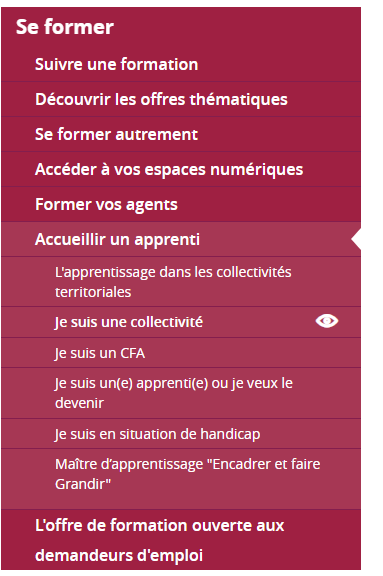 Se former
Suivre une formation
Découvrir les offres thématiques
Se former autrement
Accéder à vos espaces numériques
Former vos agents
Accueillir un apprenti
L'apprentissage dans les collectivités
territoriales
Je suis une collectivité
Je suis un CFA
Je suis un(e) apprenti(e) ou je veux le
devenir
Je suis en situation de handicap
Maître d’apprentissage "Encadrer et faire
Grandir"
L'offre de formation ouverte aux
demandeurs d'emploi